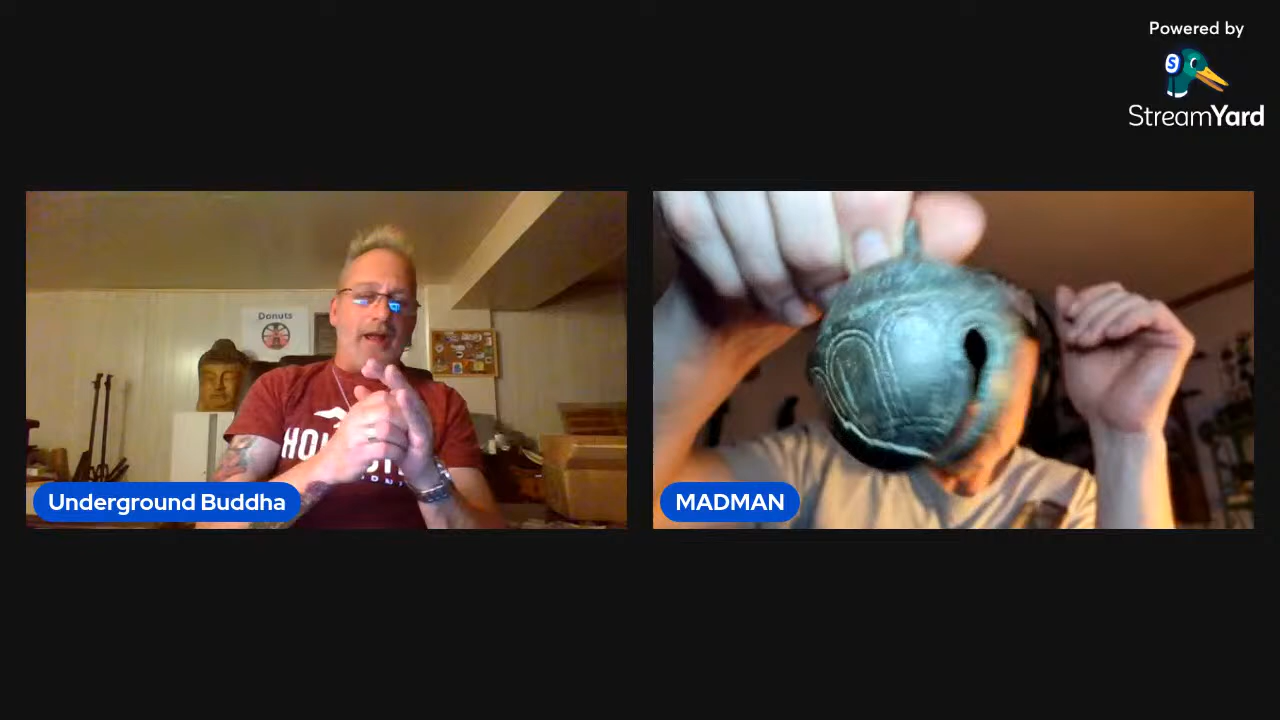 Powered by
S
StreamYard
Donuts
Underground Buddha
MADMAN